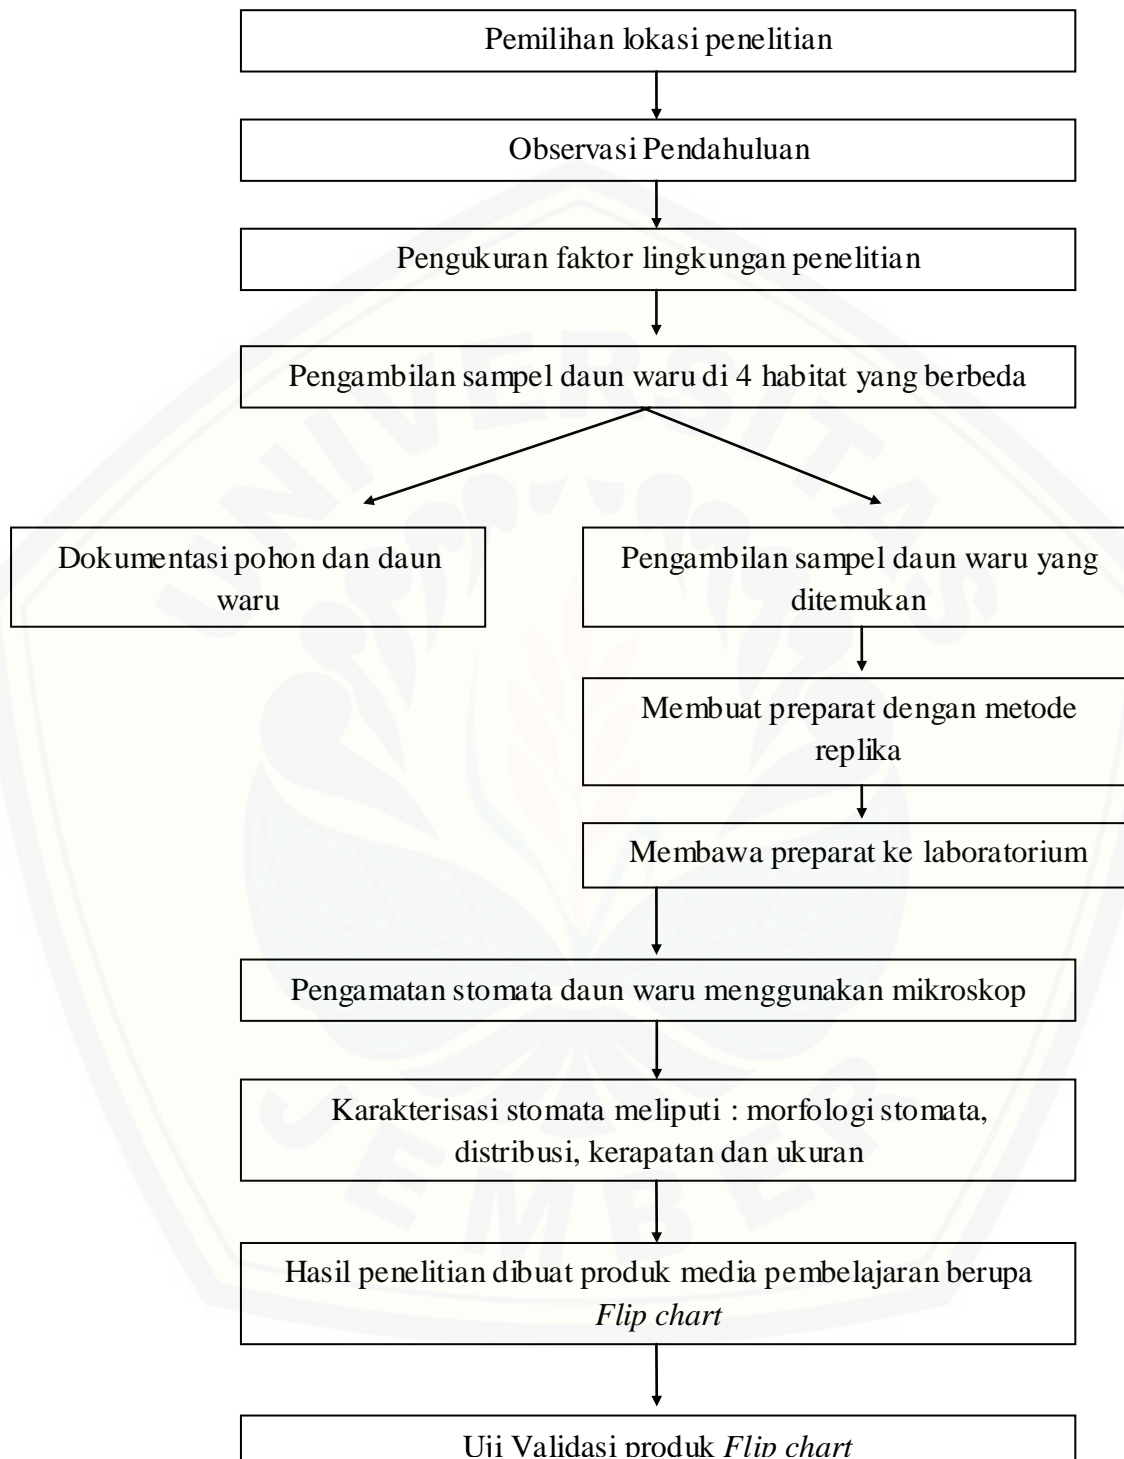 Pemilihan lokasi penelitian
Observasi Pendahuluan
Pengukuran faktor lingkungan penelitian
Pengambilan sampel daun waru di 4 habitat yang berbeda
Dokumentasi pohon dan daun
waru
Pengambilan sampel daun waru yang
ditemukan
Membuat preparat dengan metode
replika
Membawa preparat ke laboratorium
Pengamatan stomata daun waru menggunakan mikroskop
Karakterisasi stomata meliputi : morfologi stomata,
distribusi, kerapatan dan ukuran
Hasil penelitian dibuat produk media pembelajaran berupa
Flip chart
Uji Validasi produk Flip chart
UNIVERSITAS
JEMBER